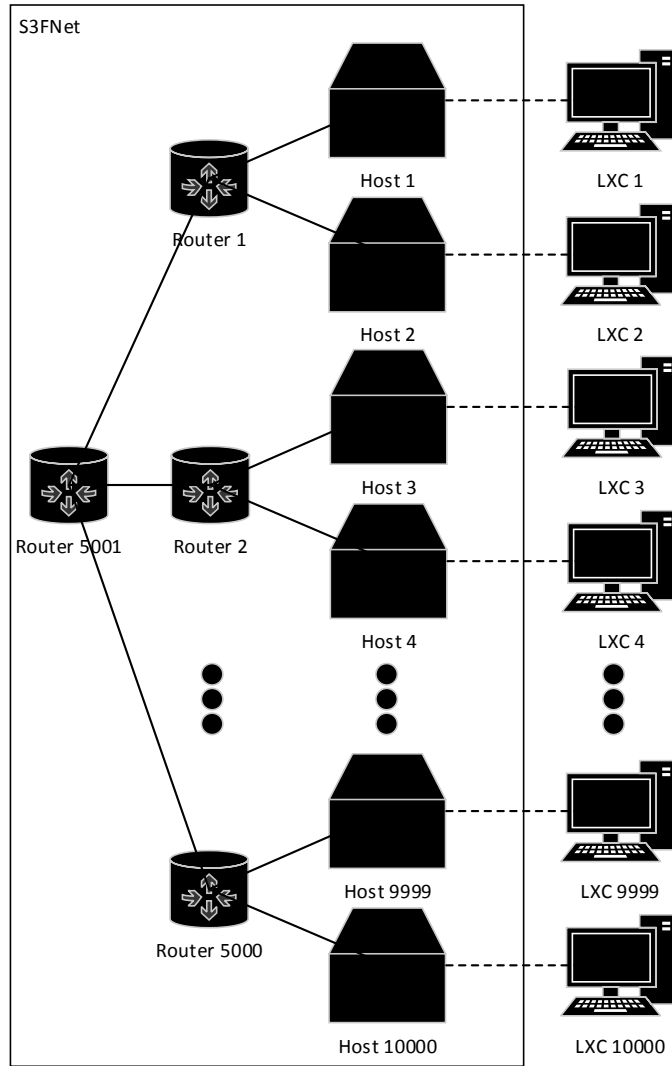 S3FNet
Host 1
LXC 1
Router 1
Host 2
LXC 2
Host 3
LXC 3
Router 5001
Router 2
Host 4
LXC 4
Host 9999
LXC 9999
Router 5000
Host 10000
LXC 10000